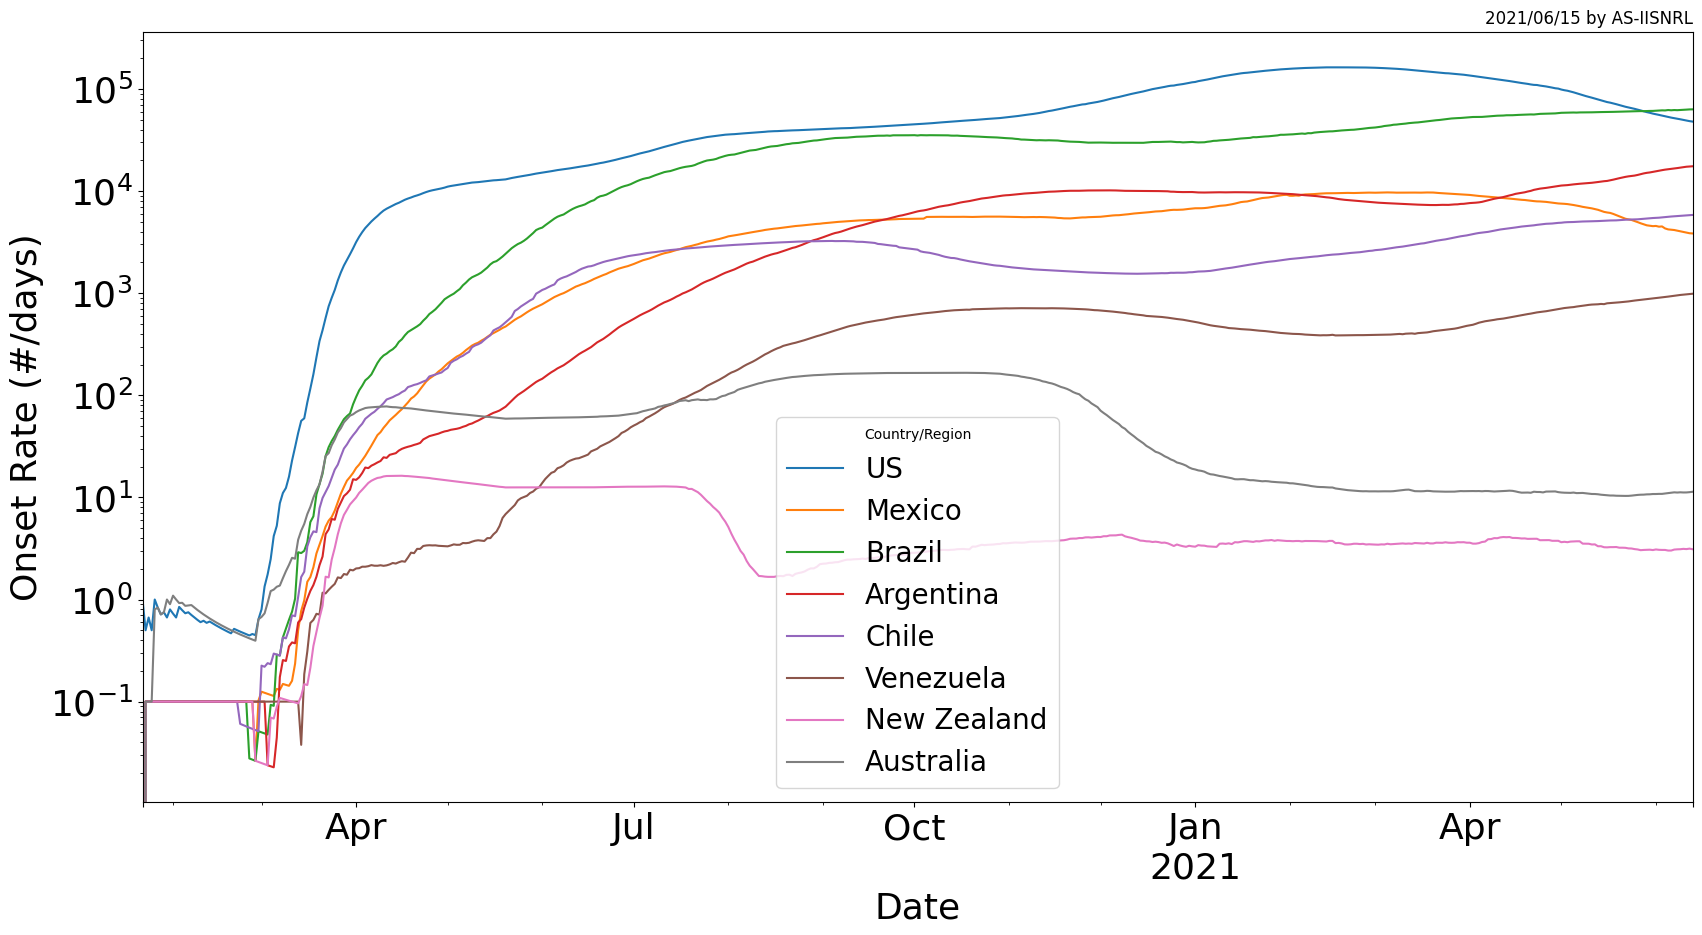 2021/06/15 by AS-IISNRL
Onset Rate (#/days)
10^5
10^4
10^3
10^2
10^1
10^0
10^-1
Country/Region
US
Mexico
Brazil
Argentina
Chile
Venezuela
New Zealand
Australia
Apr Jul Oct Jan Apr
2021
Date